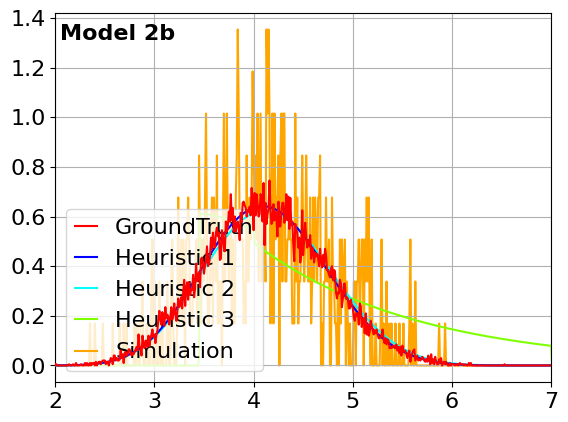 1.4
1.2
1.0
0.8
0.6
0.4
0.2
0.0
Model 2b
GroundTruth
Heuristic 1
Heuristic 2
Heuristic 3
Simulation
2 3 4 5 6 7